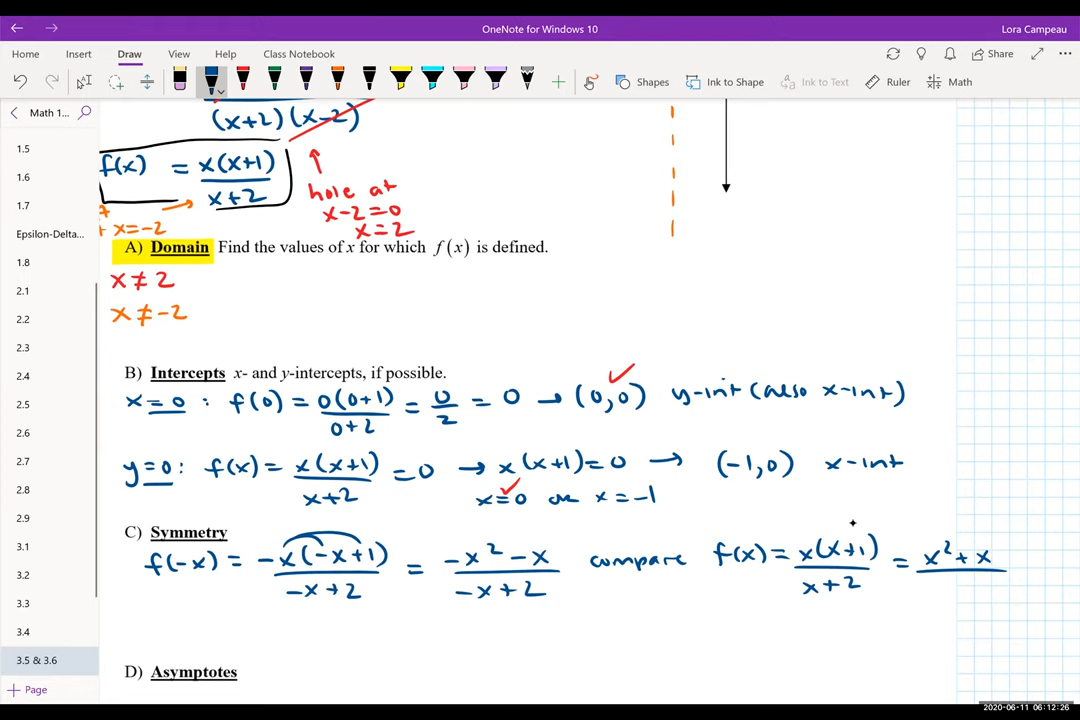 OneNote for Windows 10
Lora Campeau
Home Insert Draw View Help Class Notebook
Share
Shapes Ink to Shape Ink to Text Ruler Math
Math 1...
1.5
1.6
1.7
Epsilon-Delta...
1.8
2.1
2.2
2.3
2.4
2.5
2.6
2.7
2.8
2.9
3.1
3.2
3.3
3.4
3.5 & 3.6
Page
(x+2)(x-2)
f(x) = x(x+1)/x+2
hole at
x-2=0
x=2
x=-2
A) Domain Find the values of x for which f(x) is defined.
x ≠ 2
x ≠ -2
B) Intercepts x- and y-intercepts, if possible.
x=0: f(0) = 0(0+1)/0+2 = 0/2 = 0 → (0,0) ✓ y-int (also x-int)
y=0: f(x) = x(x+1)/x+2 = 0 → x(x+1)=0 → (-1,0) x-int
x=0 ✓ or x=-1
C) Symmetry
f(-x) = -x(-x+1)/-x+2 = -x²-x/-x+2 compare f(x) = x(x+1)/x+2 = x²+x
D) Asymptotes
2020-06-11 06:12:26